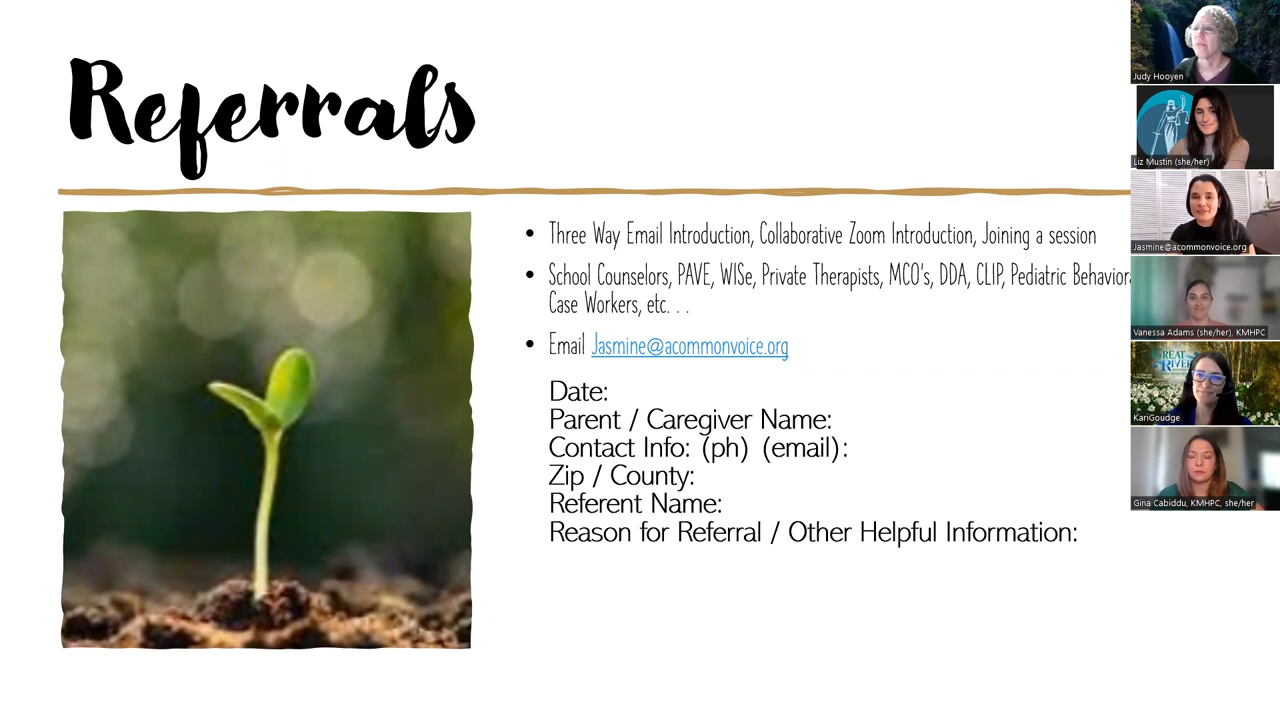 Referrals
Three Way Email Introduction, Collaborative Zoom Introduction, Joining a session
School Counselors, PAVE, WISe, Private Therapists, MCO's, DDA, CLIP, Pediatric
Case Workers, etc. . .
Email Jasmine@acommonvoice.org
Date:
Parent / Caregiver Name:
Contact Info: (ph) (email):
Zip / County:
Referent Name:
Reason for Referral / Other Helpful Information:
Judy Hooyen
Liz Mustin (she/her)
Jasmine@acommonvoice.org
Vanessa Adams (she/her), KMHPC
GREAT
RIVERS
KariGoudge
Gina Cabiddu, KMHPC, she/her